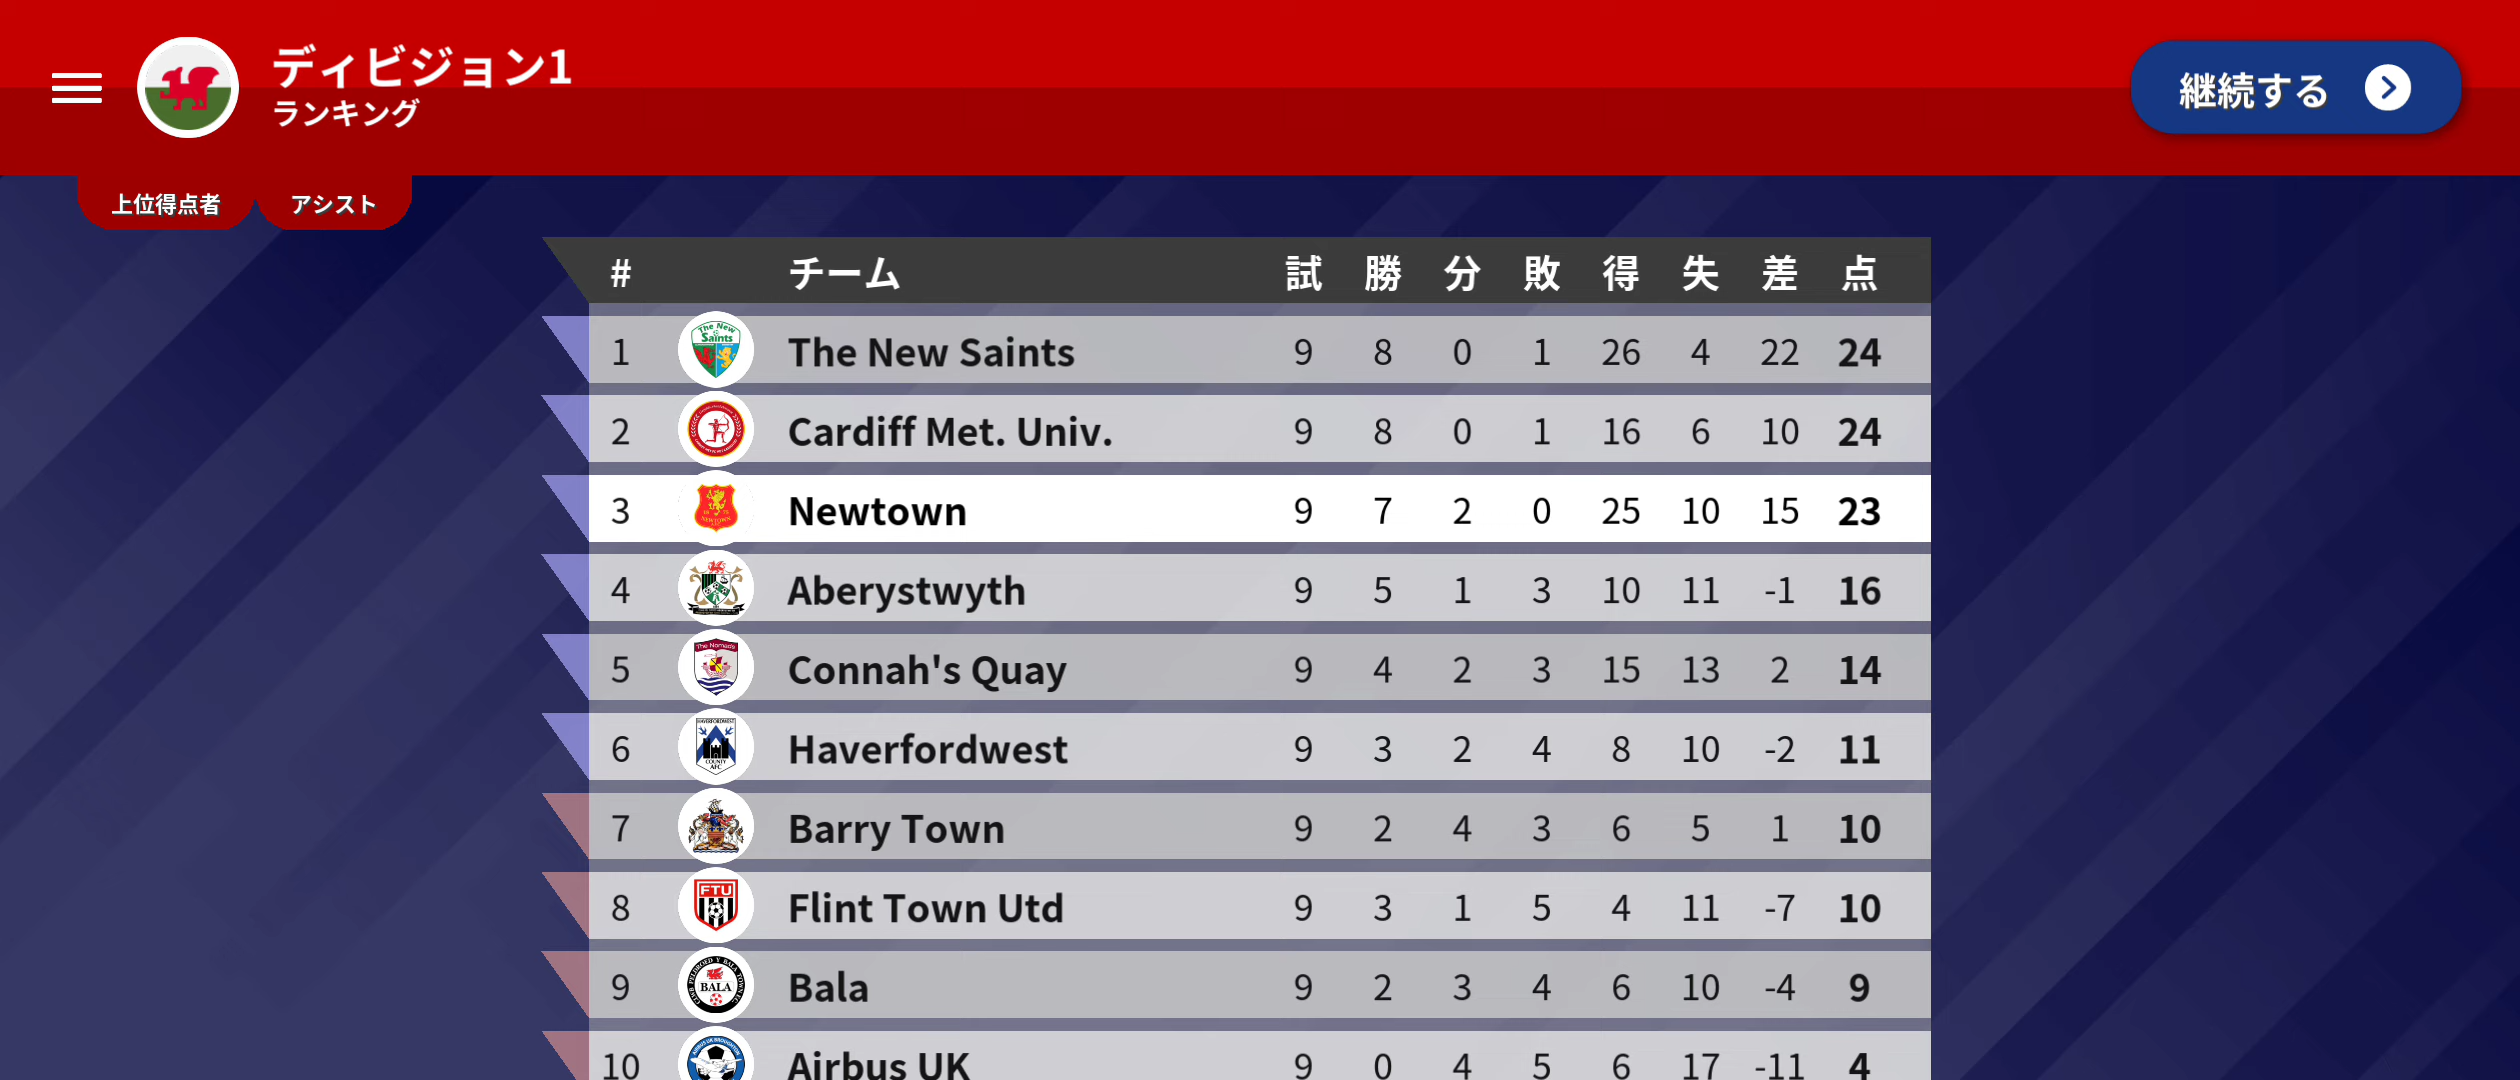 ディビジョン1
ランキング
継続する
上位得点者 アシスト
# チーム 試 勝 分 敗 得 失 差 点
1 The New Saints 9 8 0 1 26 4 22 24
2 Cardiff Met. Univ. 9 8 0 1 16 6 10 24
3 Newtown 9 7 2 0 25 10 15 23
4 Aberystwyth 9 5 1 3 10 11 -1 16
5 Connah's Quay 9 4 2 3 15 13 2 14
6 Haverfordwest 9 3 2 4 8 10 -2 11
7 Barry Town 9 2 4 3 6 5 1 10
8 FTU Flint Town Utd 9 3 1 5 4 11 -7 10
9 BALA Bala 9 2 3 4 6 10 -4 9
10 Airbus UK 9 0 4 5 6 17 -11 4